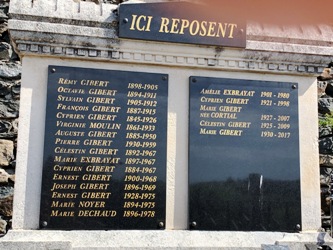 ICI REPOSENT
RÉMY GIBERT 1898-1905
OCTAVIE GIBERT 1894-1911
SYLVAIN GIBERT 1905-1912
FRANÇOIS GIBERT 1887-1915
CYPRIEN GIBERT 1845-1926
VIRGINIE MOULIN 1861-1933
AUGUSTE GIBERT 1885-1950
PIERRE GIBERT 1930-1959
CÉLESTIN GIBERT 1892-1967
MARIE EXBRAYAT 1897-1967
CYPRIEN GIBERT 1884-1967
ERNEST GIBERT 1900-1968
JOSEPH GIBERT 1896-1969
ERNEST GIBERT 1928-1975
MARIE NOYER 1894-1975
MARIE DECHAUD 1896-1978
AMÉLIE EXBRAYAT 1901-1980
CYPRIEN GIBERT 1921-1998
MARIE GIBERT
NÉE CORTIAL 1927-2007
CÉLESTIN GIBERT 1925-2009
MARIE GIBERT 1930-2017